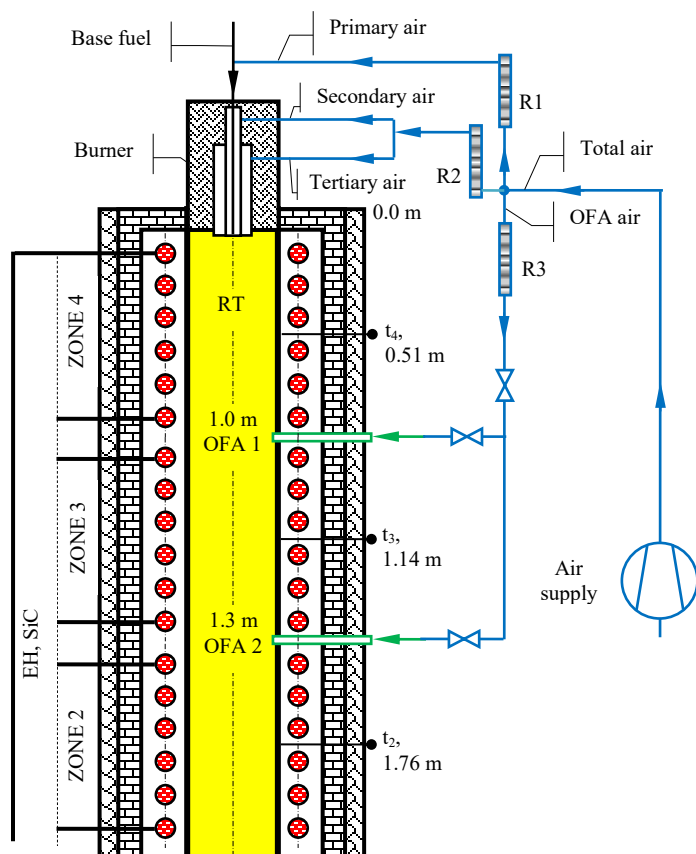 Base fuel
Primary air
Secondary air
R1
Burner
R2
Total air
Tertiary air
0.0 m
OFA air
R3
RT
ZONE 4
t4,
0.51 m
1.0 m
OFA 1
ZONE 3
t3,
1.14 m
Air
supply
1.3 m
OFA 2
EH, SiC
ZONE 2
t2,
1.76 m